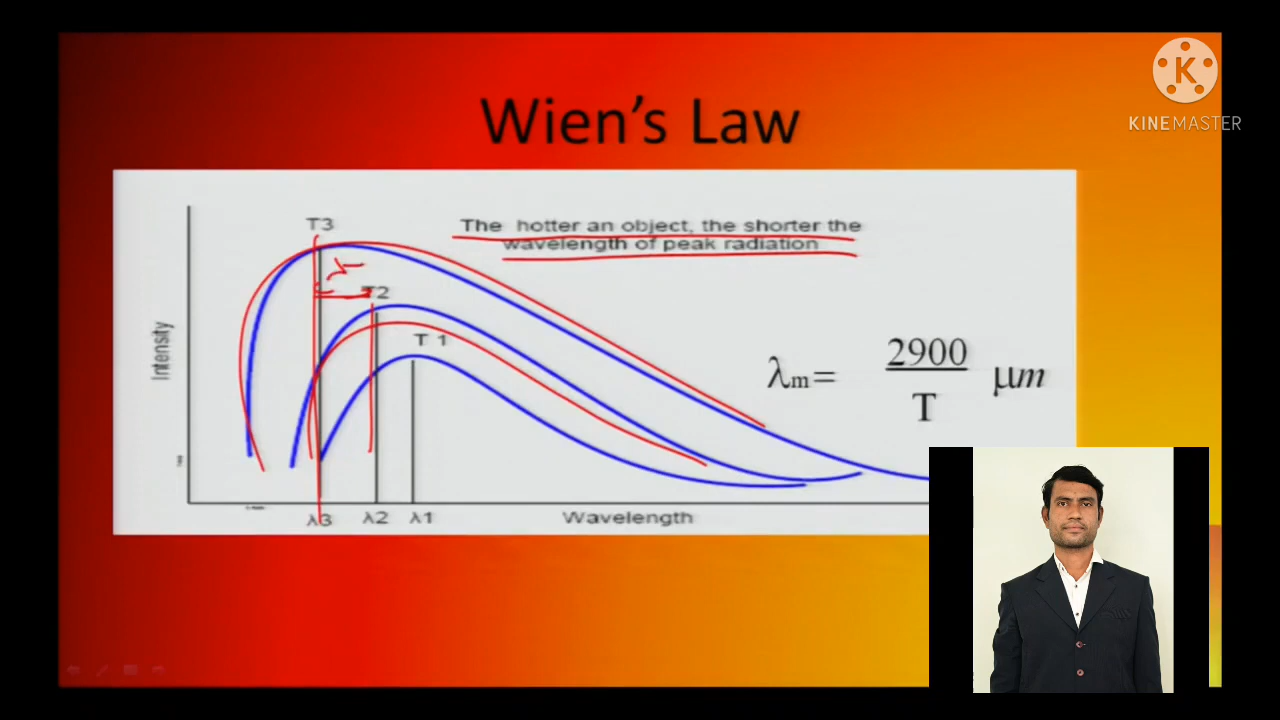 KINEMASTER
Wien's Law
T3
The hotter an object, the shorter the
wavelength of peak radiation
T2
T 1
Intensity
λm= 2900/T μm
λ3 λ2 λ1 Wavelength